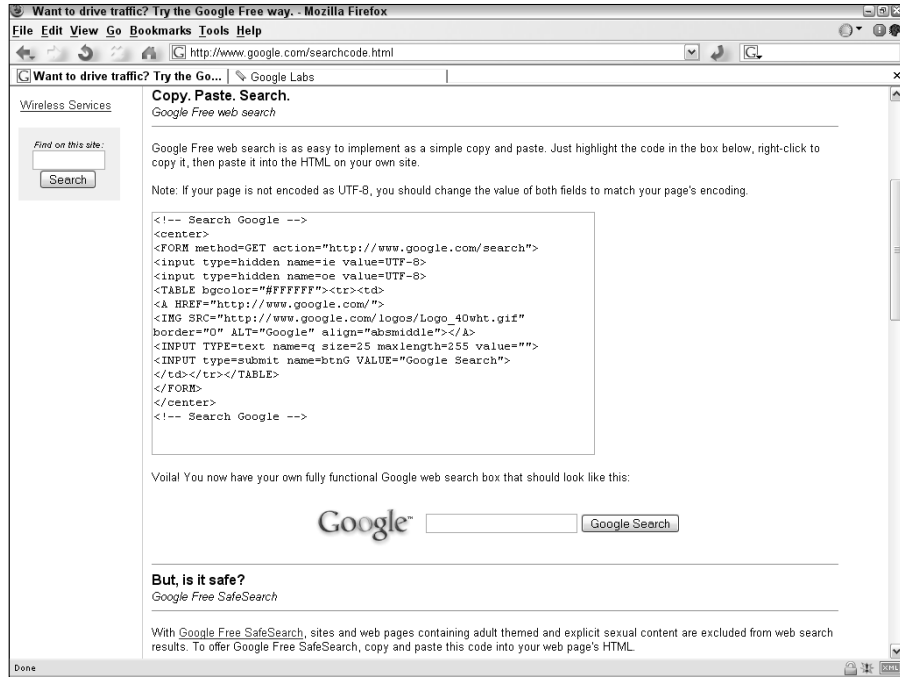 Want to drive traffic? Try the Google Free way. - Mozilla Firefox
File Edit View Go Bookmarks Tools Help
http://www.google.com/searchcode.html
Want to drive traffic? Try the Go...
Google Labs
Wireless Services
Find on this site:
Search
Copy. Paste. Search.
Google Free web search
Google Free web search is as easy to implement as a simple copy and paste. Just highlight the code in the box below, right-click to
copy it, then paste it into the HTML on your own site.
Note: If your page is not encoded as UTF-8, you should change the value of both fields to match your page's encoding.
<!-- Search Google -->
<center>
<FORM method=GET action="http://www.google.com/search">
<input type=hidden name=ie value=UTF-8>
<input type=hidden name=oe value=UTF-8>
<TABLE bgcolor="#FFFFFF"><tr><td>
<A HREF="http://www.google.com/">
<IMG SRC="http://www.google.com/logos/Logo_40wht.gif"
border="0" ALT="Google" align="absmiddle"></A>
<INPUT TYPE=text name=q size=25 maxlength=255 value="">
<INPUT type=submit name=btnG VALUE="Google Search">
</td></tr></TABLE>
</FORM>
</center>
<!-- Search Google -->
Voila! You now have your own fully functional Google web search box that should look like this:
Google™
Google Search
But, is it safe?
Google Free SafeSearch
With Google Free SafeSearch, sites and web pages containing adult themed and explicit sexual content are excluded from web search
results. To offer Google Free SafeSearch, copy and paste this code into your web page's HTML.
Done
XML